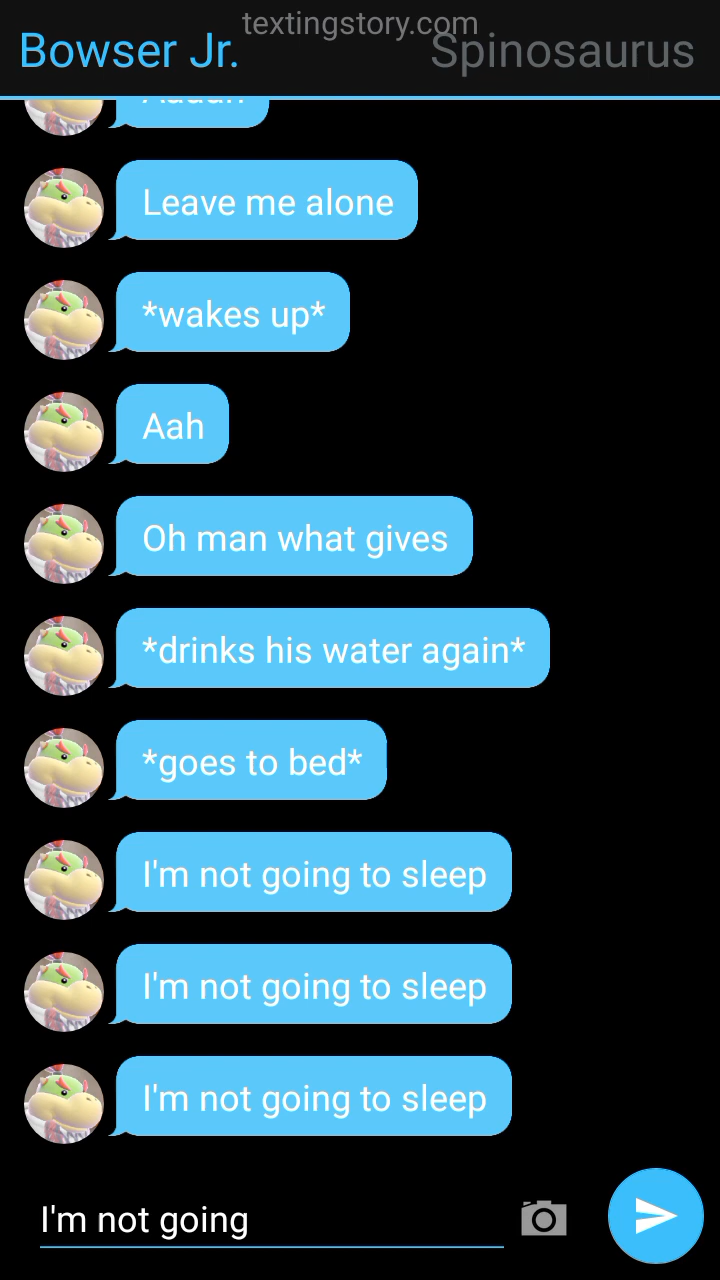 textingstory.com
Bowser Jr. Spinosaurus
Leave me alone
*wakes up*
Aah
Oh man what gives
*drinks his water again*
*goes to bed*
I'm not going to sleep
I'm not going to sleep
I'm not going to sleep
I'm not going